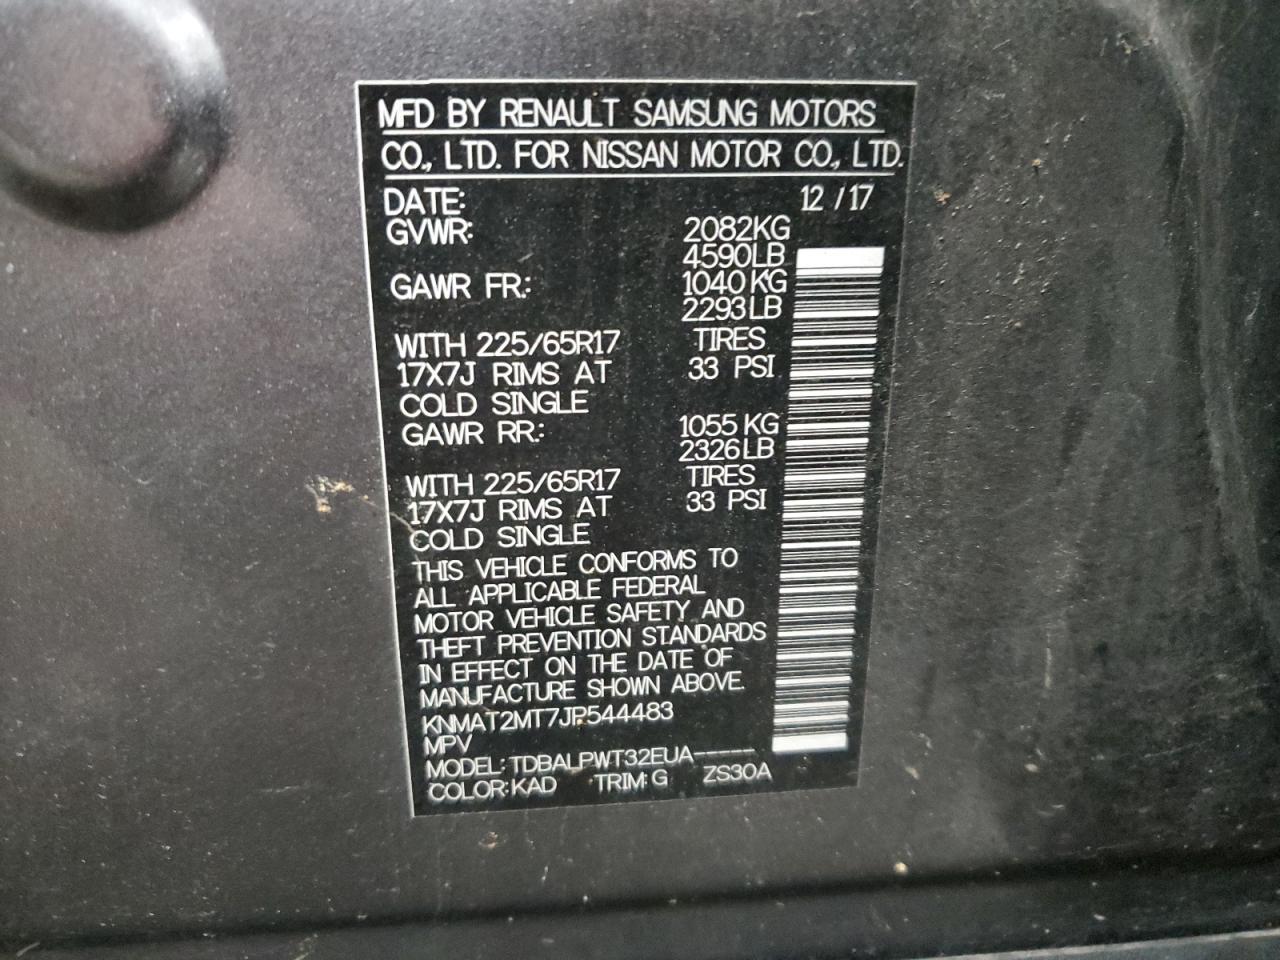 MFD BY RENAULT SAMSUNG MOTORS
CO., LTD. FOR NISSAN MOTOR CO., LTD.
DATE: 12 / 17
GVWR: 2082KG
4590LB
GAWR FR.: 1040 KG
2293LB
WITH 225/65R17 TIRES
17X7J RIMS AT 33 PSI
COLD SINGLE
GAWR RR.: 1055 KG
2326LB
WITH 225/65R17 TIRES
17X7J RIMS AT 33 PSI
COLD SINGLE
THIS VEHICLE CONFORMS TO
ALL APPLICABLE FEDERAL
MOTOR VEHICLE SAFETY AND
THEFT PREVENTION STANDARDS
IN EFFECT ON THE DATE OF
MANUFACTURE SHOWN ABOVE.
KNMAT2MT7JP544483
MPV
MODEL: TDBALPWT32EUA-----
COLOR: KAD TRIM: G ZS30A